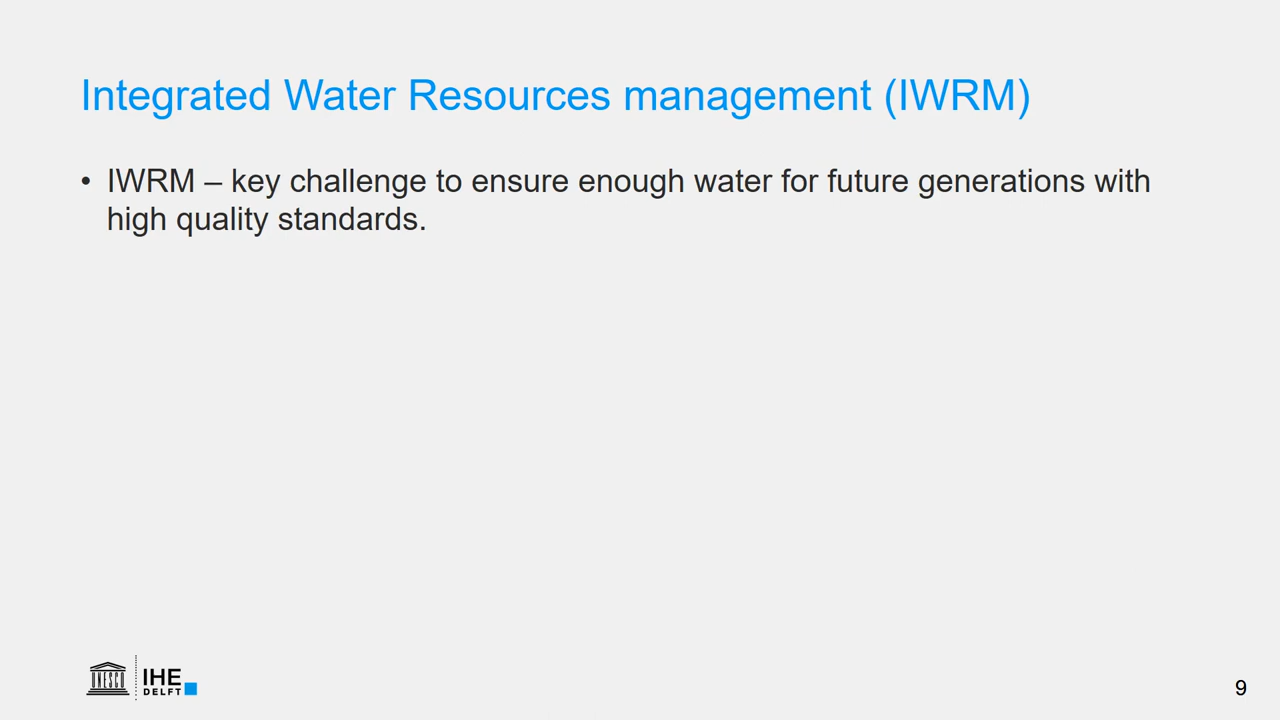 Integrated Water Resources management (IWRM)
• IWRM – key challenge to ensure enough water for future generations with
high quality standards.
UNESCO
IHE
DELFT
9